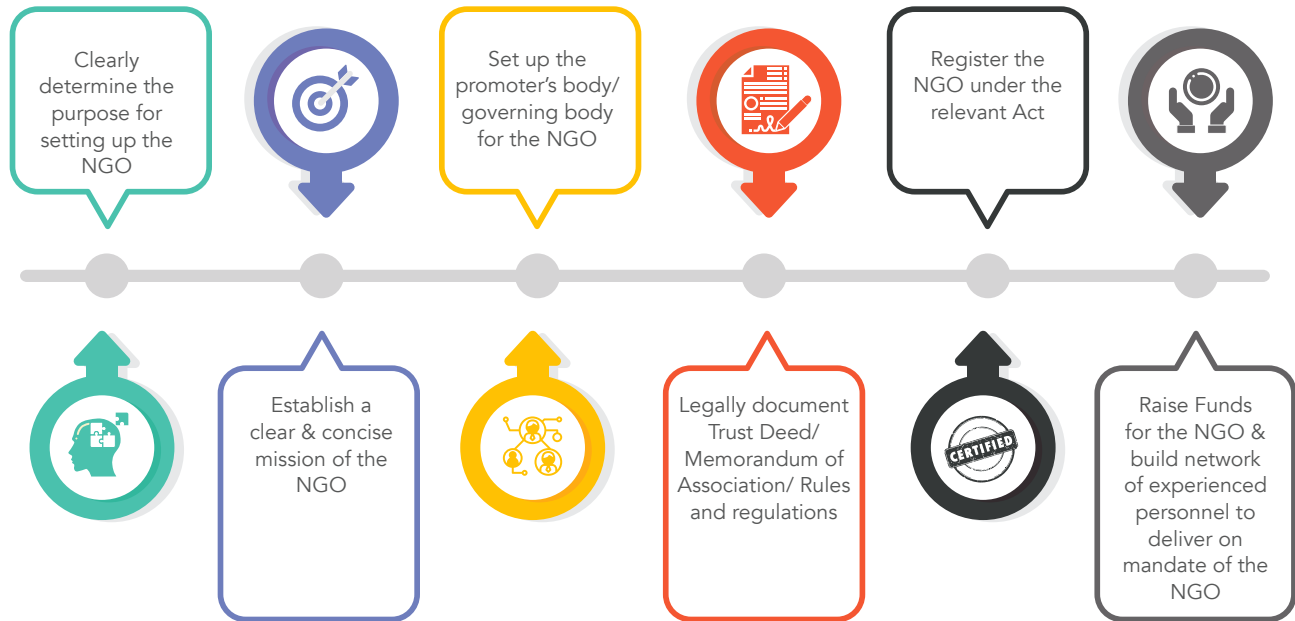 Clearly
determine the
purpose for
setting up the
NGO
Establish a
clear & concise
mission of the
NGO
Set up the
promoter's body/
governing body
for the NGO
Legally document
Trust Deed/
Memorandum of
Association/ Rules
and regulations
Register the
NGO under the
relevant Act
CERTIFIED
Raise Funds
for the NGO &
build network
of experienced
personnel to
deliver on
mandate of the
NGO